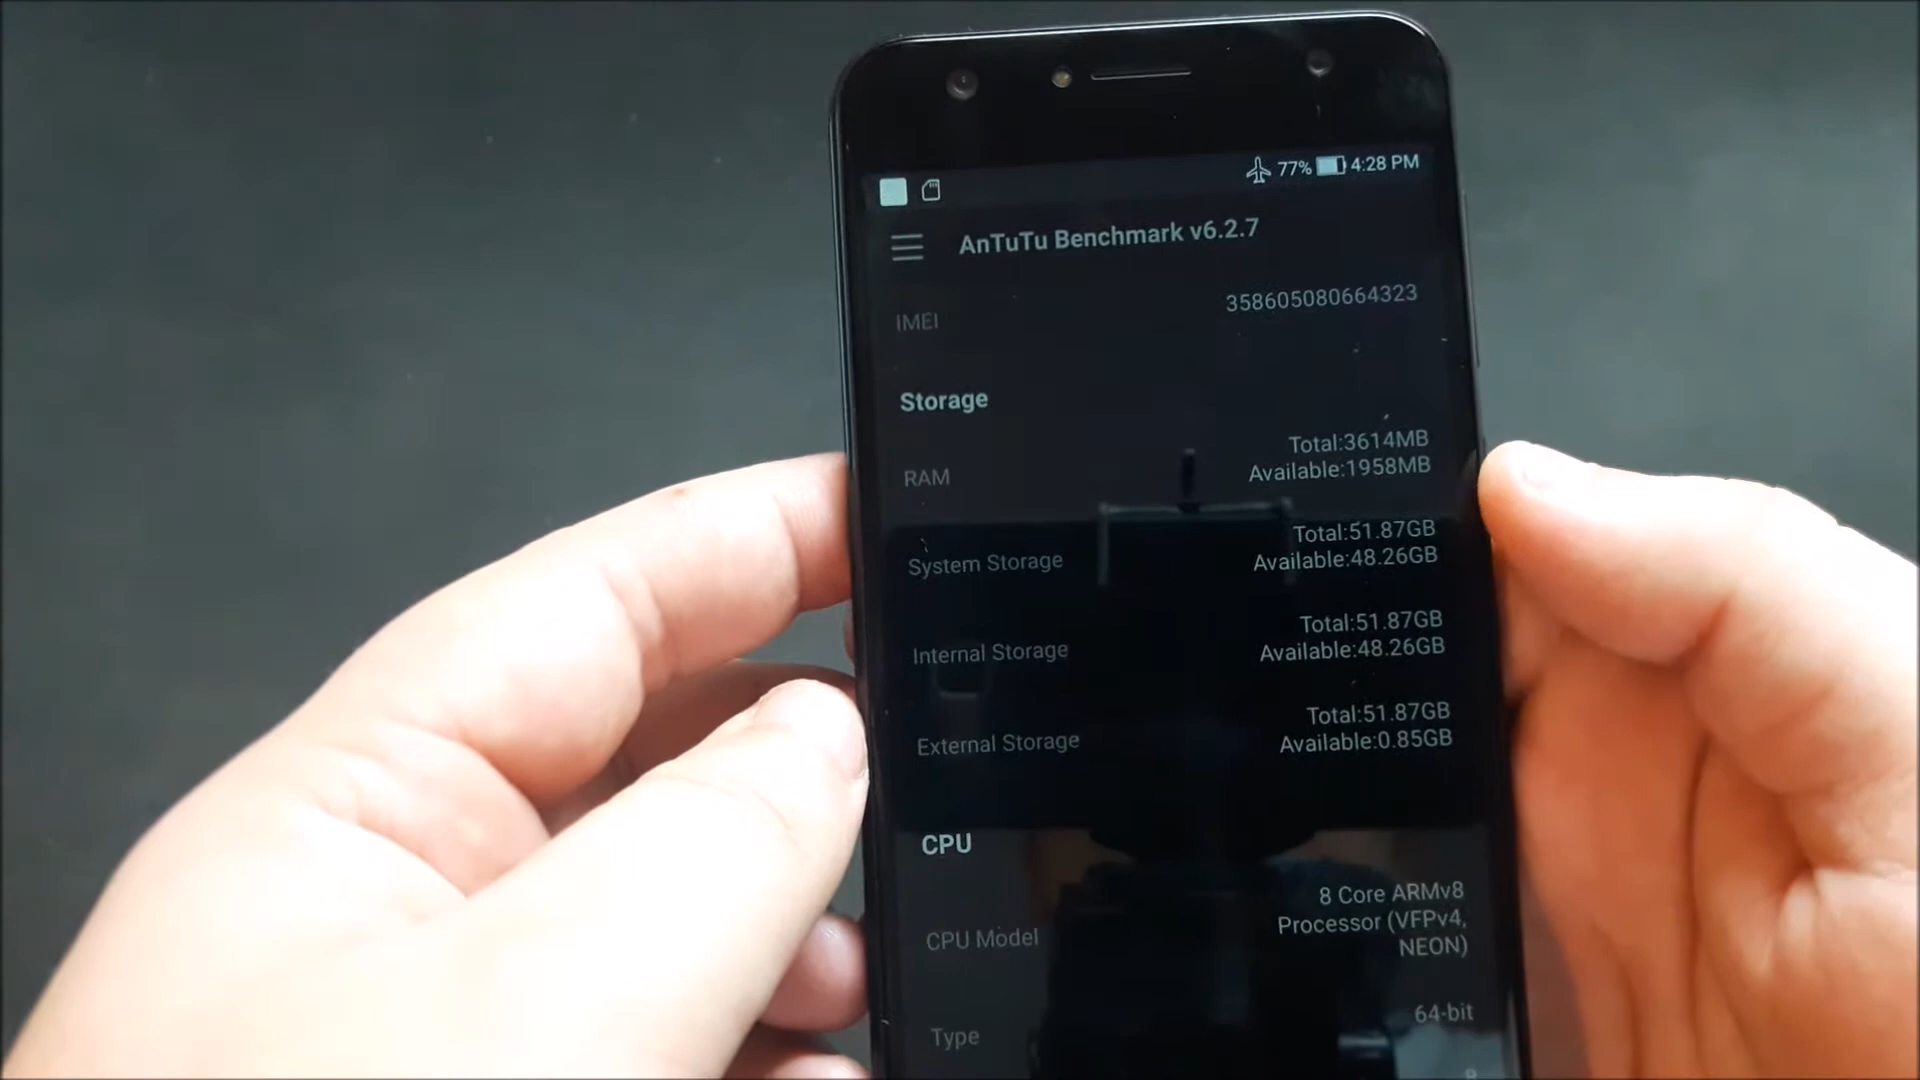 77% 4:28 PM
AnTuTu Benchmark v6.2.7
IMEI 358605080664323
Storage
RAM Total:3614MB
Available:1958MB
System Storage Total:51.87GB
Available:48.26GB
Internal Storage Total:51.87GB
Available:48.26GB
External Storage Total:51.87GB
Available:0.85GB
CPU
CPU Model 8 Core ARMv8
Processor (VFPv4,
NEON)
Type 64-bit